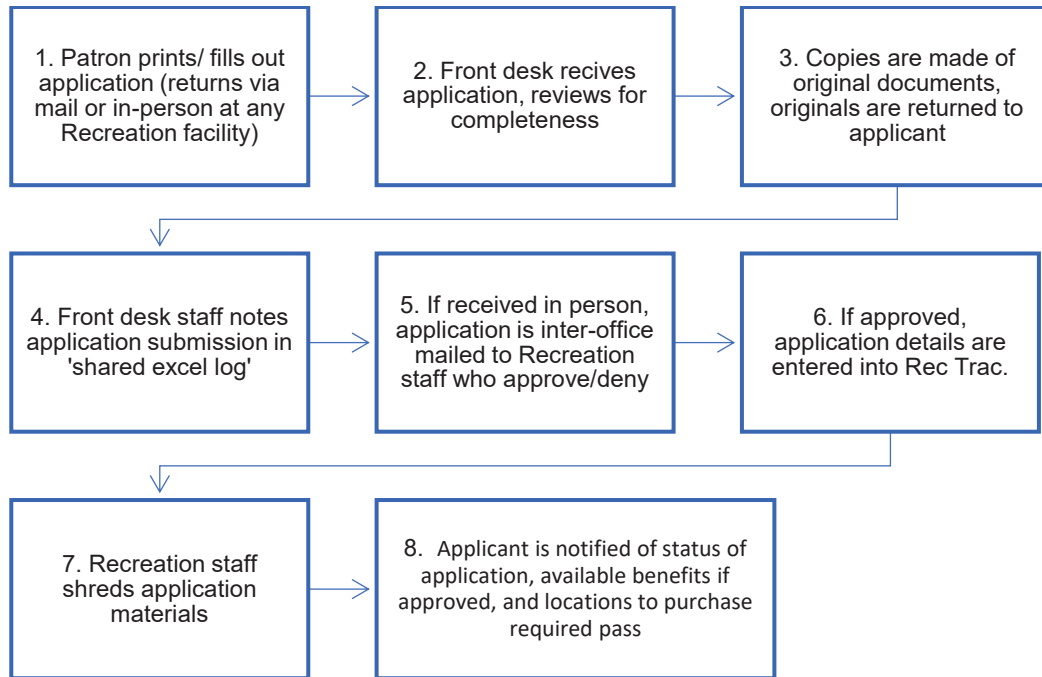 1. Patron prints/ fills out
application (returns via
mail or in-person at any
Recreation facility)
2. Front desk recives
application, reviews for
completeness
3. Copies are made of
original documents,
originals are returned to
applicant
4. Front desk staff notes
application submission in
'shared excel log'
5. If received in person,
application is inter-office
mailed to Recreation
staff who approve/deny
6. If approved,
application details are
entered into Rec Trac.
7. Recreation staff
shreds application
materials
8. Applicant is notified of status of
application, available benefits if
approved, and locations to purchase
required pass